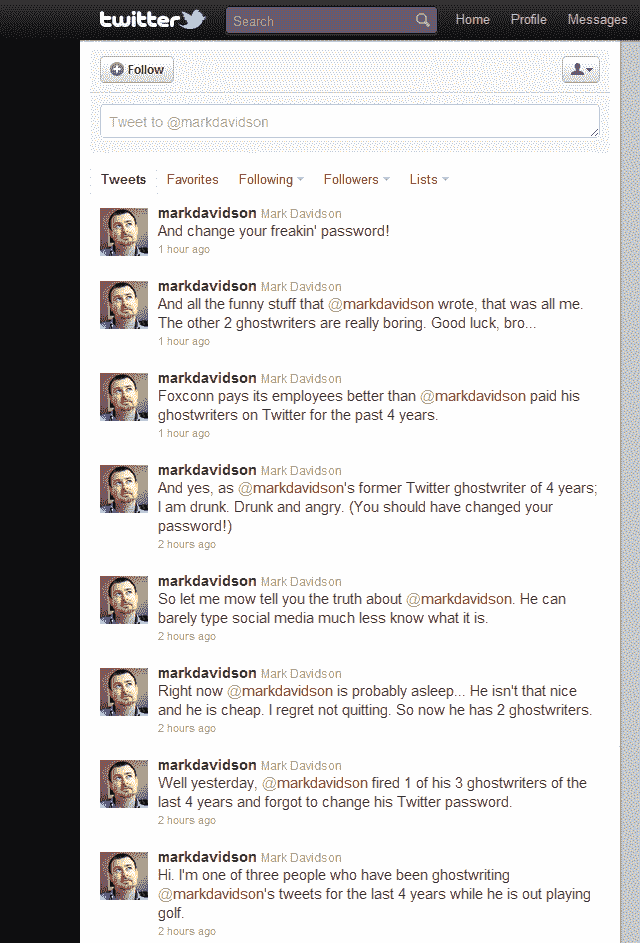 twitter Search Home Profile Messages
Follow
Tweet to @markdavidson
Tweets Favorites Following Followers Lists
markdavidson Mark Davidson
And change your freakin' password!
1 hour ago
markdavidson Mark Davidson
And all the funny stuff that @markdavidson wrote, that was all me.
The other 2 ghostwriters are really boring. Good luck, bro...
1 hour ago
markdavidson Mark Davidson
Foxconn pays its employees better than @markdavidson paid his
ghostwriters on Twitter for the past 4 years.
1 hour ago
markdavidson Mark Davidson
And yes, as @markdavidson's former Twitter ghostwriter of 4 years;
I am drunk. Drunk and angry. (You should have changed your
password!)
2 hours ago
markdavidson Mark Davidson
So let me mow tell you the truth about @markdavidson. He can
barely type social media much less know what it is.
2 hours ago
markdavidson Mark Davidson
Right now @markdavidson is probably asleep... He isn't that nice
and he is cheap. I regret not quitting. So now he has 2 ghostwriters.
2 hours ago
markdavidson Mark Davidson
Well yesterday, @markdavidson fired 1 of his 3 ghostwriters of the
last 4 years and forgot to change his Twitter password.
2 hours ago
markdavidson Mark Davidson
Hi. I'm one of three people who have been ghostwriting
@markdavidson's tweets for the last 4 years while he is out playing
golf.
2 hours ago